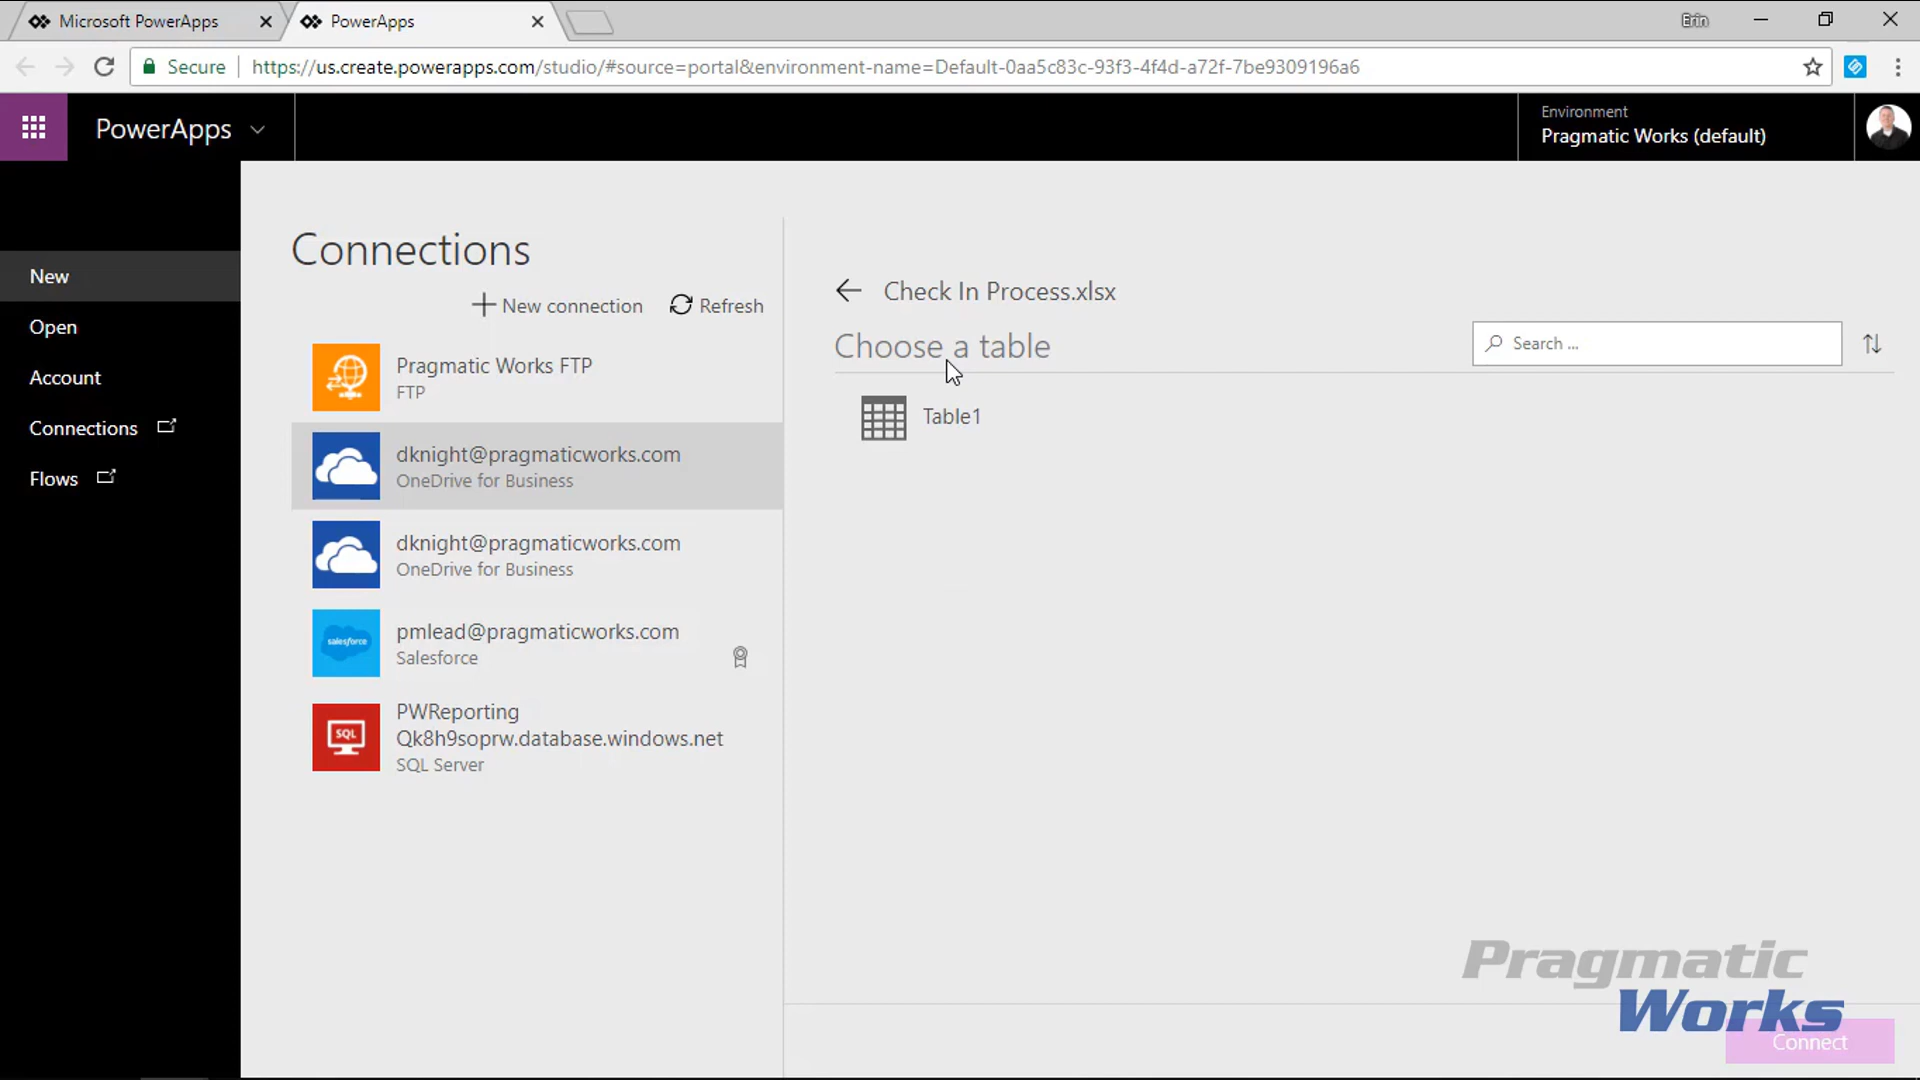 Microsoft PowerApps
PowerApps
Erin
Secure
https://us.create.powerapps.com/studio/#source=portal&environment-name=Default-0aa5c83c-93f3-4f4d-a72f-7be9309196a6
PowerApps
Environment
Pragmatic Works (default)
New
Open
Account
Connections
Flows
Connections
New connection
Refresh
Pragmatic Works FTP
FTP
dknight@pragmaticworks.com
OneDrive for Business
dknight@pragmaticworks.com
OneDrive for Business
salesforce
pmlead@pragmaticworks.com
Salesforce
SQL
PWReporting
Qk8h9soprw.database.windows.net
SQL Server
Check In Process.xlsx
Choose a table
Search ...
Table1
Pragmatic
Works
Connect